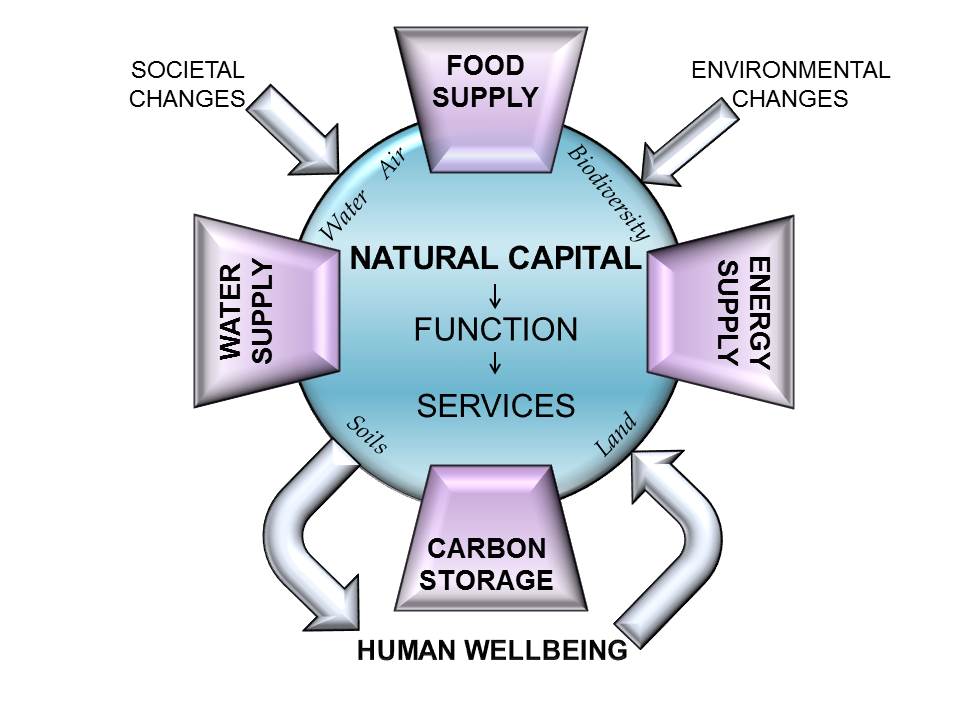 SOCIETAL
CHANGES
FOOD
SUPPLY
ENVIRONMENTAL
CHANGES
Air
Water
Biodiversity
NATURAL CAPITAL
WATER
SUPPLY
ENERGY
SUPPLY
FUNCTION
SERVICES
Soils
Land
CARBON
STORAGE
HUMAN WELLBEING